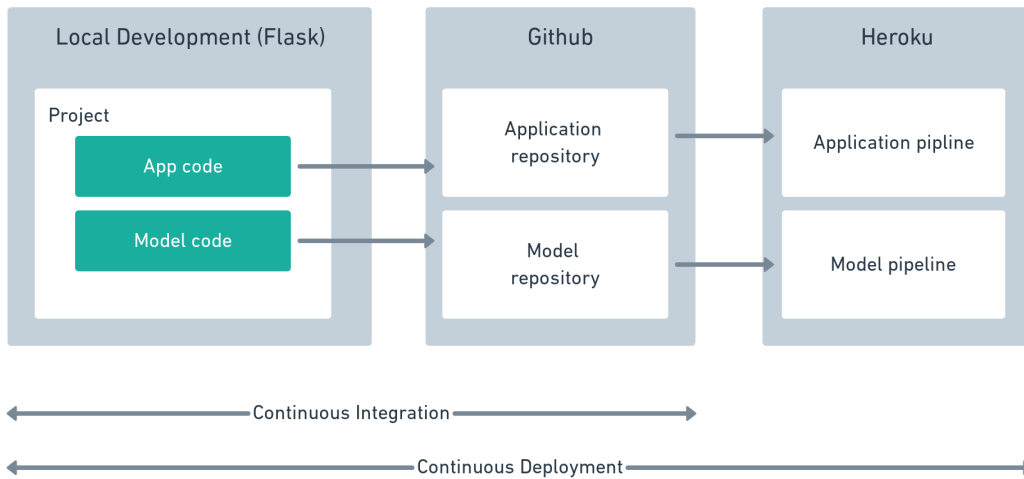 Local Development (Flask)
Github
Heroku
Project
App code
Model code
Application
repository
Model
repository
Application pipline
Model pipeline
Continuous Integration
Continuous Deployment